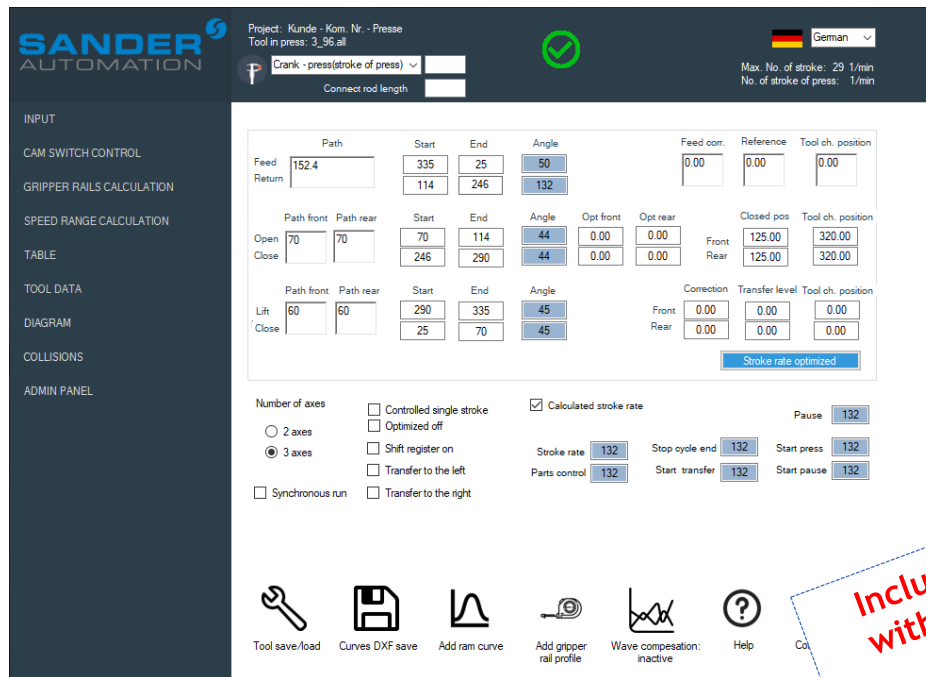 SANDER
AUTOMATION
Project: Kunde - Kom. Nr. - Presse
Tool in press: 3_96.all
Crank - press(stroke of press)
Connect rod length
German
Max. No. of stroke: 29 1/min
No. of stroke of press: 1/min
INPUT
CAM SWITCH CONTROL
GRIPPER RAILS CALCULATION
SPEED RANGE CALCULATION
TABLE
TOOL DATA
DIAGRAM
COLLISIONS
ADMIN PANEL
Path Start End Angle Feed corr. Reference Tool ch. position
Feed 152.4 335 25 50 0.00 0.00 0.00
Return 114 246 132
Path front Path rear Start End Angle Opt front Opt rear Closed pos Tool ch. position
Open 70 70 70 114 44 0.00 0.00 Front 125.00 320.00
Close 246 290 44 0.00 0.00 Rear 125.00 320.00
Path front Path rear Start End Angle Correction Transfer level Tool ch. position
Lift 60 60 290 335 45 Front 0.00 0.00 0.00
Close 25 70 45 Rear 0.00 0.00 0.00
Stroke rate optimized
Number of axes
2 axes
3 axes
Synchronous run
Controlled single stroke
Optimized off
Shift register on
Transfer to the left
Transfer to the right
Calculated stroke rate
Pause 132
Stroke rate 132 Stop cycle end 132 Start press 132
Parts control 132 Start transfer 132 Start pause 132
Tool save/load
Curves DXF save
Add ram curve
Add gripper
rail profile
Wave compesation:
inactive
Help